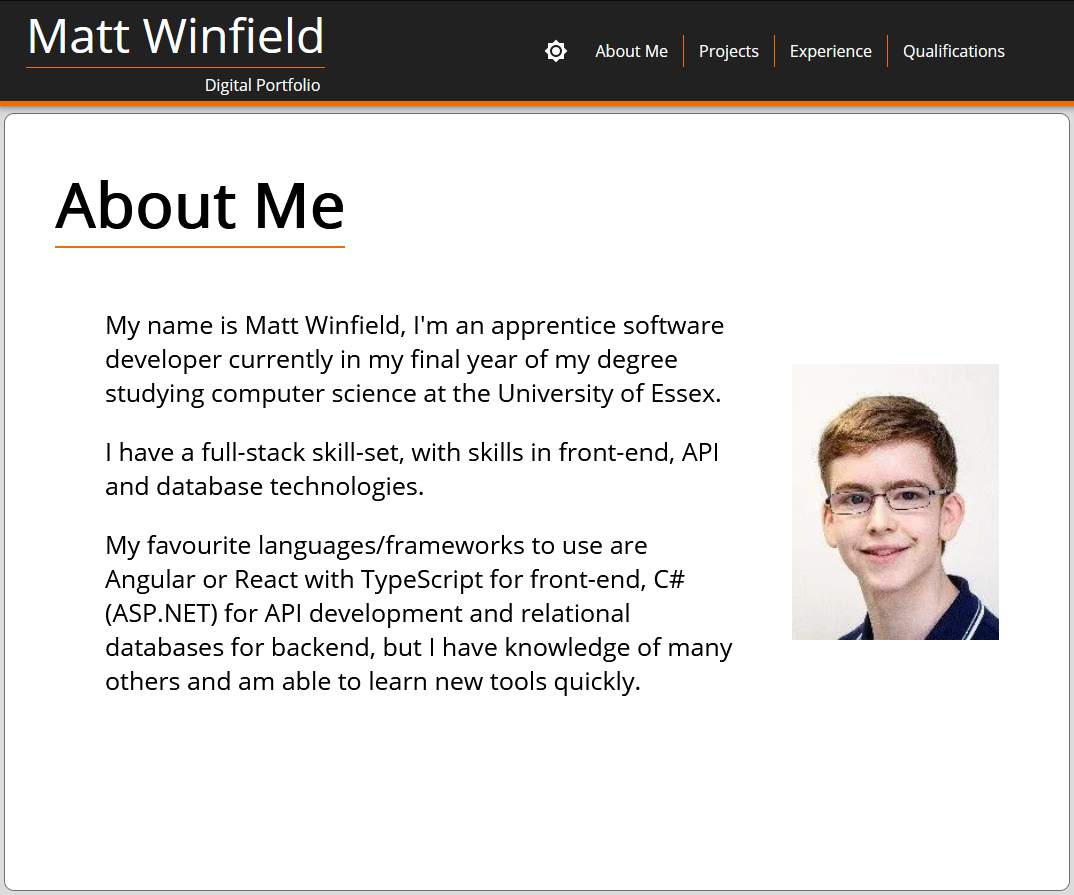 Matt Winfield
Digital Portfolio
About Me
Projects
Experience
Qualifications
About Me
My name is Matt Winfield, I'm an apprentice software
developer currently in my final year of my degree
studying computer science at the University of Essex.
I have a full-stack skill-set, with skills in front-end, API
and database technologies.
My favourite languages/frameworks to use are
Angular or React with TypeScript for front-end, C#
(ASP.NET) for API development and relational
databases for backend, but I have knowledge of many
others and am able to learn new tools quickly.